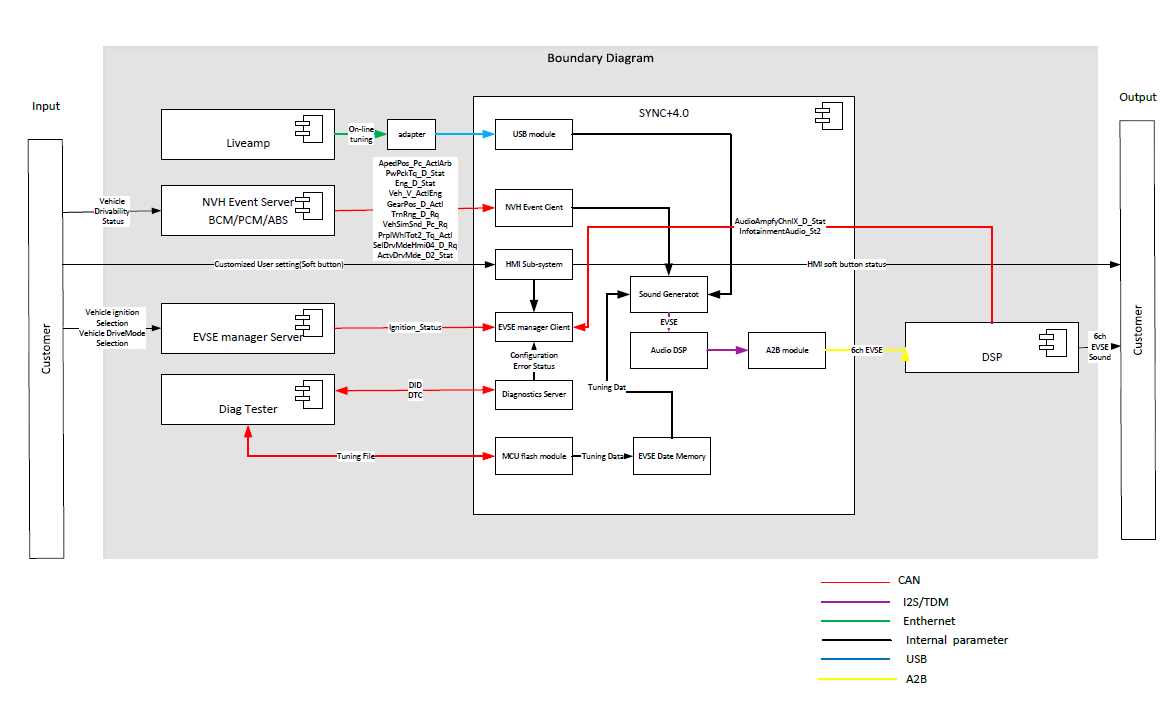 Boundary Diagram
Input
Output
SYNC+4.0
Liveamp
On-line
tuning
adapter
USB module
ApedPos_Pc_ActlArb
PwPckTq_D_Stat
Eng_D_Stat
Veh_V_ActlEng
GearPos_D_Actl
TrnRng_D_Rq
VehSimSnd_Pc_Rq
PrplWhlTot2_Tq_Actl
SelDrvMdeHmi04_D_Rq
ActvDrvMde_D2_Stat
Vehicle
Drivability
Status
NVH Event Server
BCM/PCM/ABS
NVH Event Client
AudioAmpfyChnlX_D_Stat
InfotainmentAudio_St2
Customized User setting(Soft button)
HMI Sub-system
HMI soft button status
Sound Generatot
EVSE
Vehicle ignition
Selection
Vehicle DriveMode
Selection
EVSE manager Server
Ignition_Status
EVSE manager Client
Audio DSP
A2B module
6ch EVSE
DSP
6ch
EVSE
Sound
Customer
Customer
Configuration
Error Status
DID
DTC
Diagnostics Server
Tuning Dat
Diag Tester
Tuning File
MCU flash module
Tuning Data
EVSE Date Memory
CAN
I2S/TDM
Enthernet
Internal parameter
USB
A2B